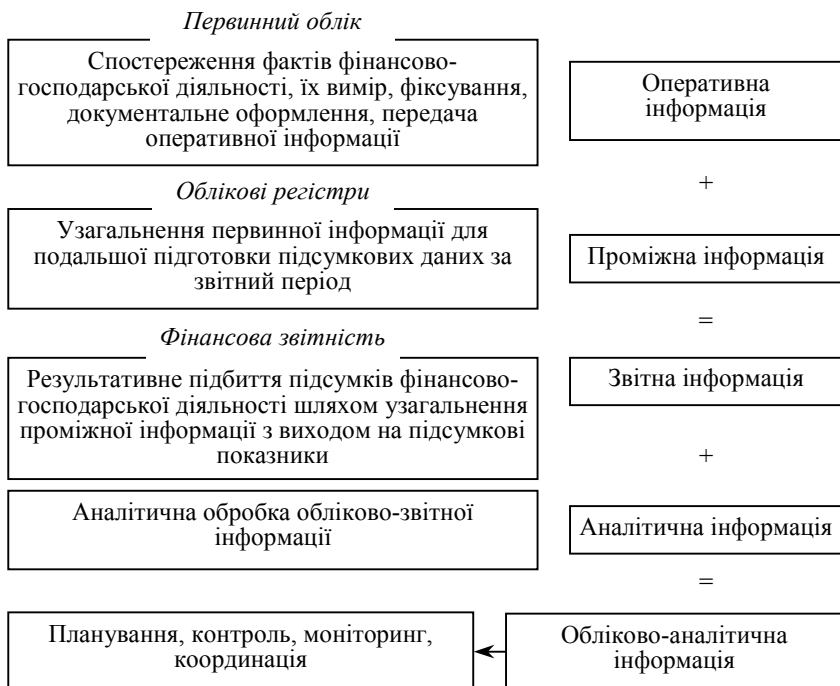 Первинний облік
Спостереження фактів фінансово-
господарської діяльності, їх вимір, фіксування,
документальне оформлення, передача
оперативної інформації
Оперативна
інформація
+
Облікові регістри
Узагальнення первинної інформації для
подальшої підготовки підсумкових даних за
звітний період
Проміжна інформація
=
Фінансова звітність
Результативне підбиття підсумків фінансово-
господарської діяльності шляхом узагальнення
проміжної інформації з виходом на підсумкові
показники
Звітна інформація
+
Аналітична обробка обліково-звітної
інформації
Аналітична інформація
=
Планування, контроль, моніторинг,
координація
Обліково-аналітична
інформація